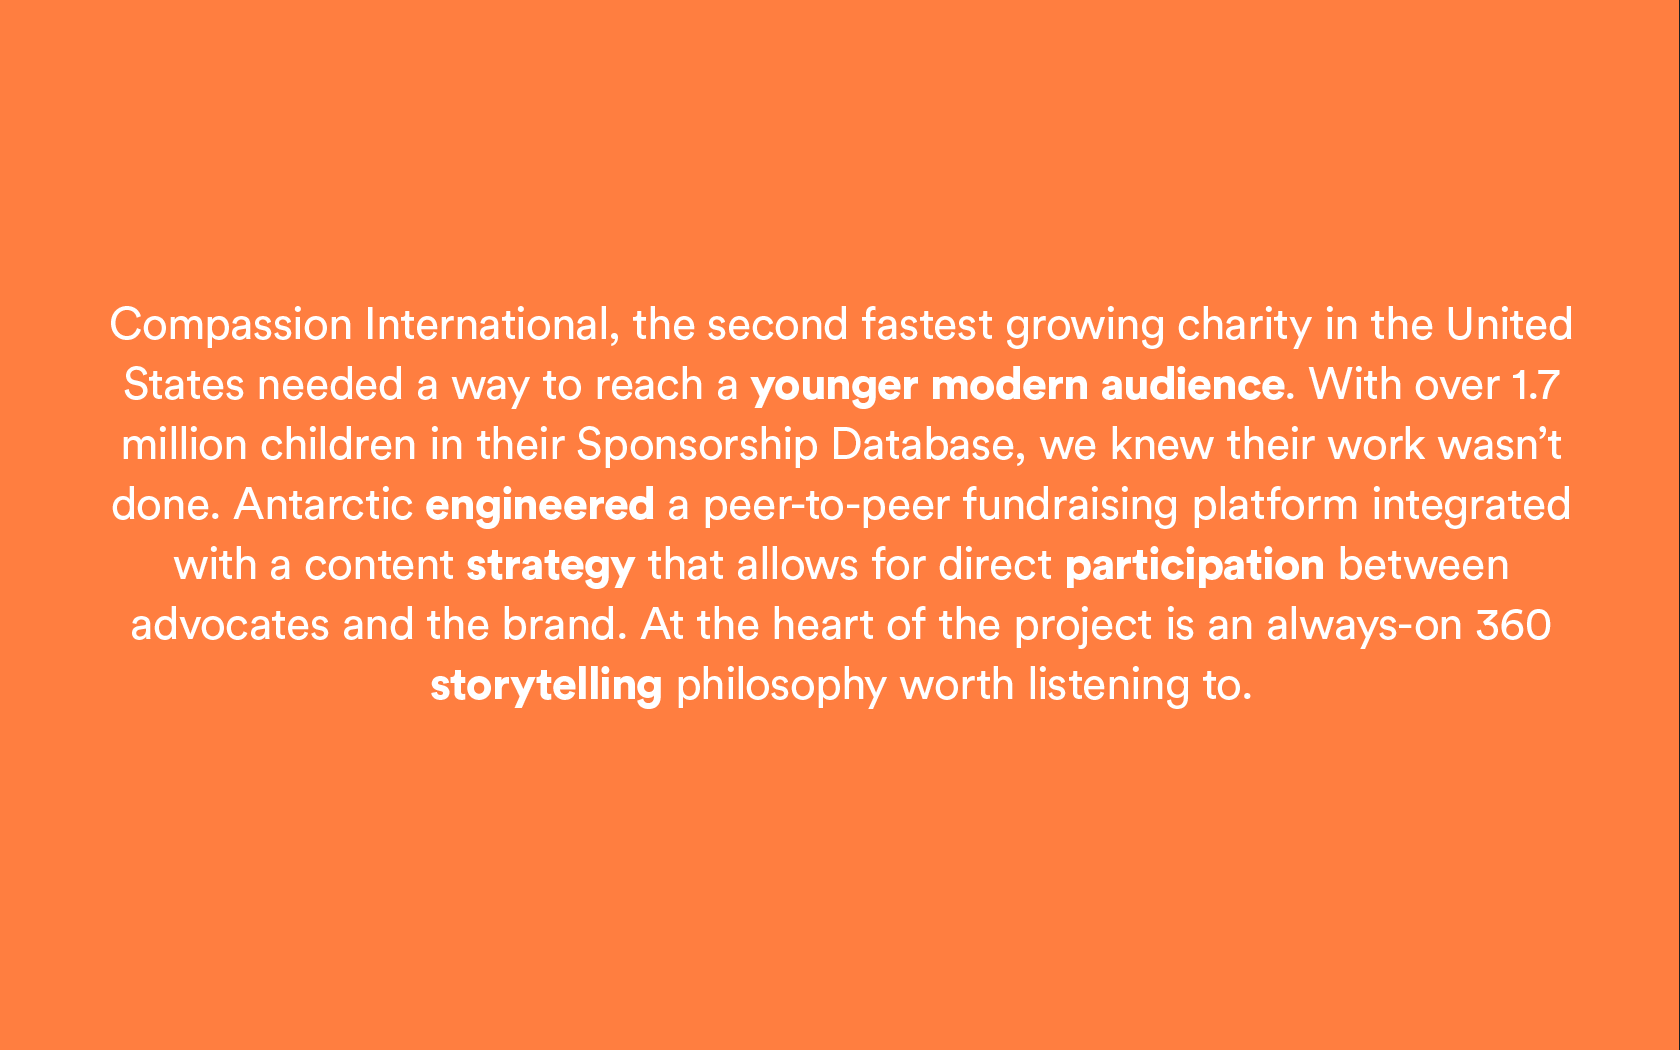 Compassion International, the second fastest growing charity in the United
States needed a way to reach a younger modern audience. With over 1.7
million children in their Sponsorship Database, we knew their work wasn’t
done. Antarctic engineered a peer-to-peer fundraising platform integrated
with a content strategy that allows for direct participation between
advocates and the brand. At the heart of the project is an always-on 360
storytelling philosophy worth listening to.